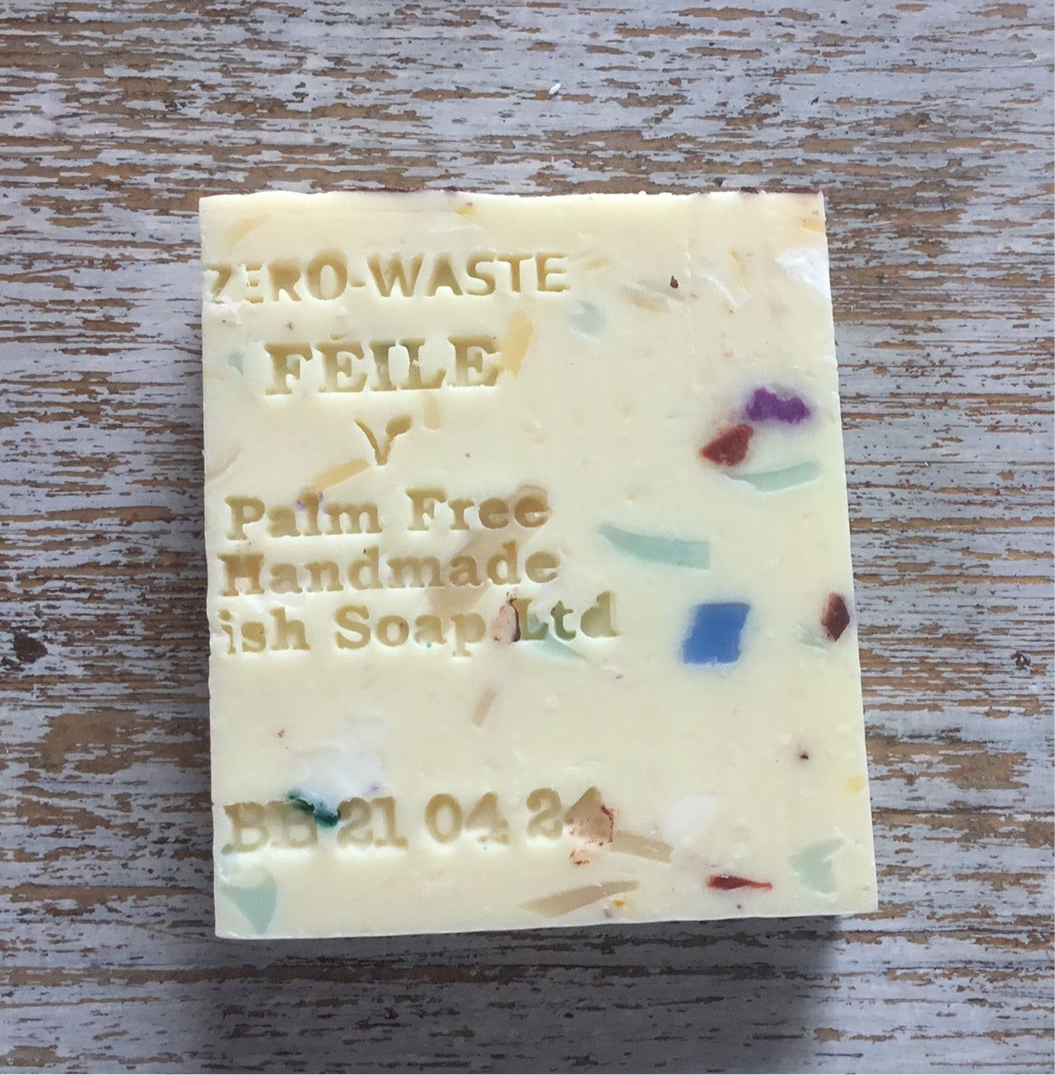 ZERO-WASTE
FÉILE
V
Palm Free
Handmade
ish Soap Ltd
BB 21 04 24